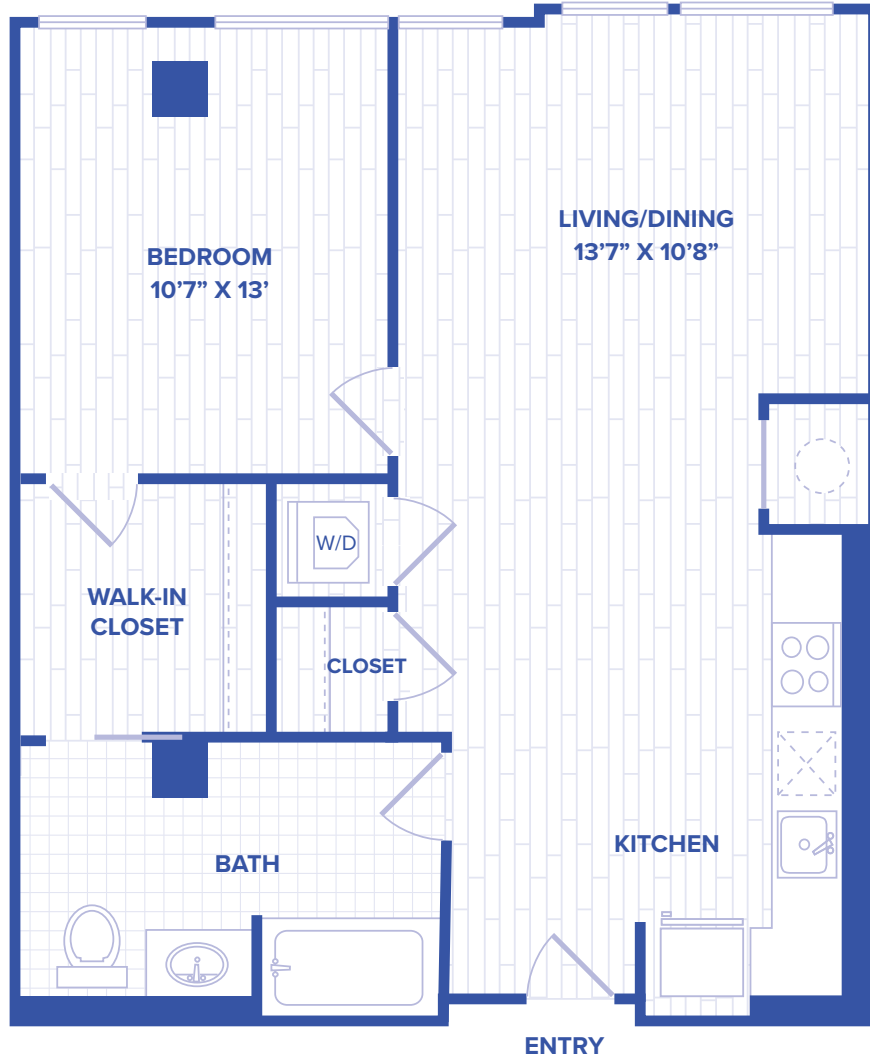 LIVING/DINING
13’7” X 10’8”
BEDROOM
10’7” X 13’
W/D
WALK-IN
CLOSET
CLOSET
KITCHEN
BATH
ENTRY